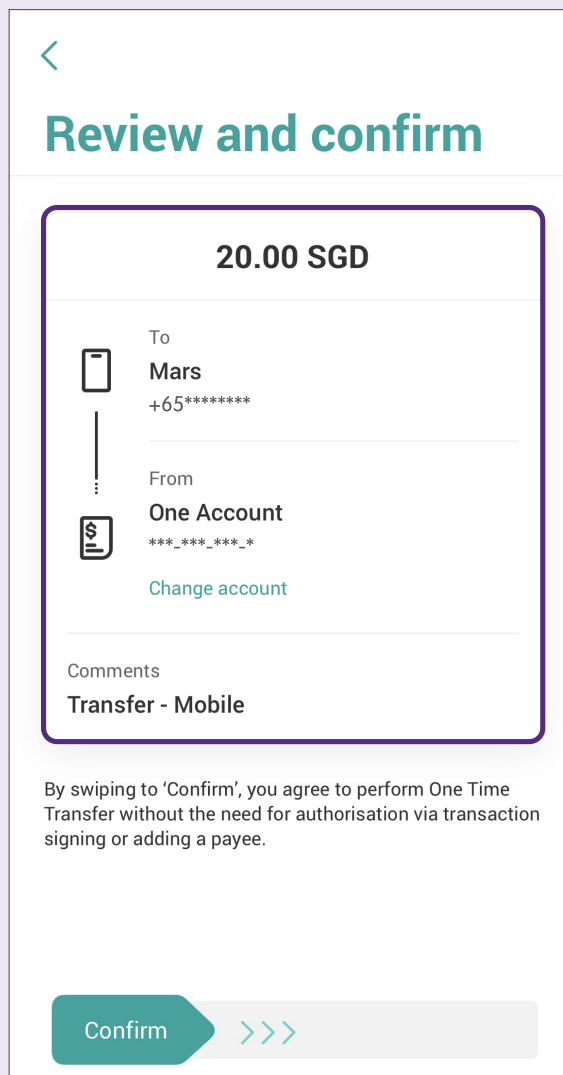 Review and confirm
20.00 SGD
To
Mars
+65********
From
One Account
***-***-***-*
Change account
Comments
Transfer - Mobile
By swiping to ‘Confirm’, you agree to perform One Time
Transfer without the need for authorisation via transaction
signing or adding a payee.
Confirm